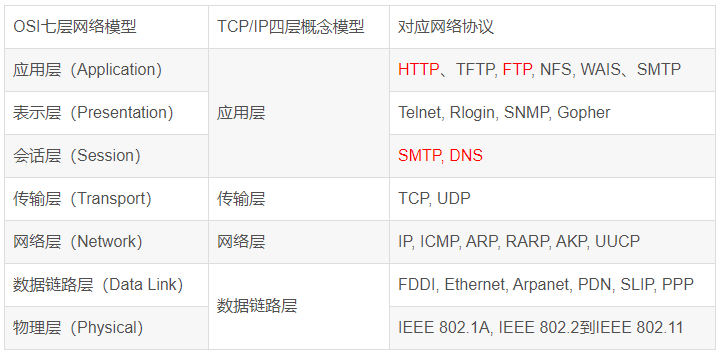 OSI七层网络模型 TCP/IP四层概念模型 对应网络协议
应用层（Application） 应用层 HTTP、TFTP, FTP, NFS, WAIS、SMTP
表示层（Presentation） Telnet, Rlogin, SNMP, Gopher
会话层（Session） SMTP, DNS
传输层（Transport） 传输层 TCP, UDP
网络层（Network） 网络层 IP, ICMP, ARP, RARP, AKP, UUCP
数据链路层（Data Link） 数据链路层 FDDI, Ethernet, Arpanet, PDN, SLIP, PPP
物理层（Physical） IEEE 802.1A, IEEE 802.2到IEEE 802.11